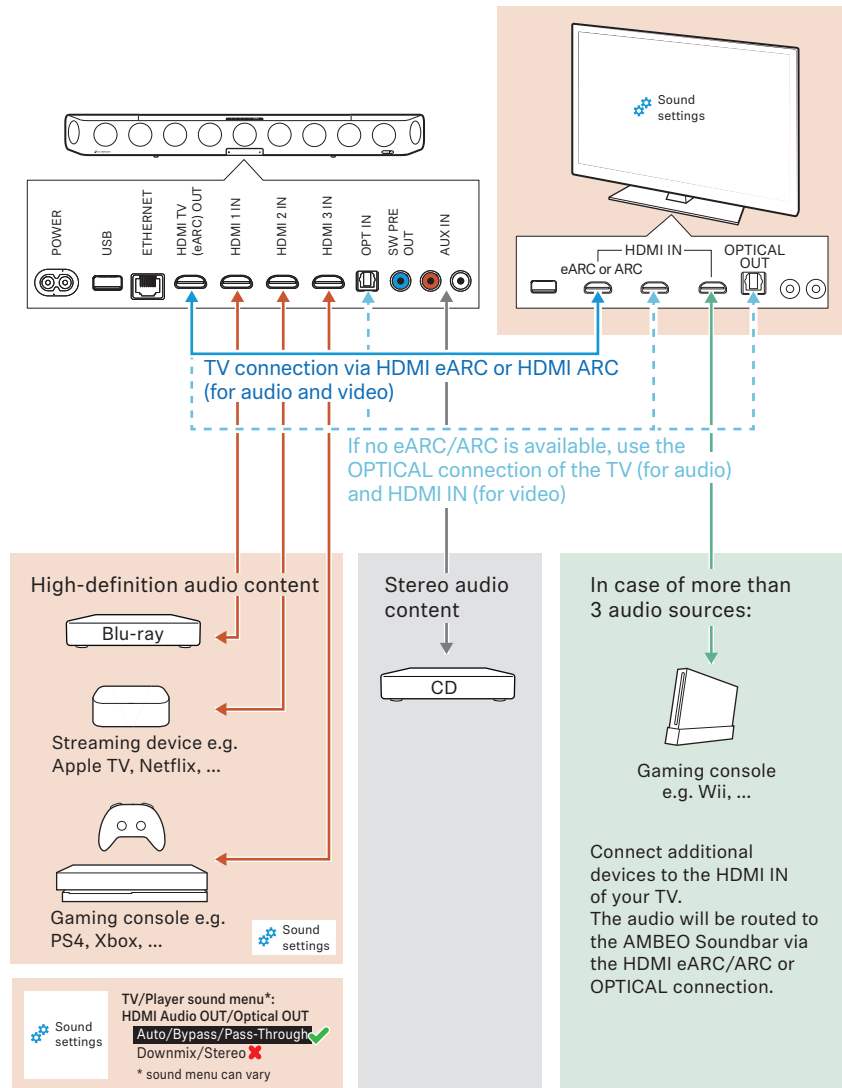 Sound
settings
POWER
USB
ETHERNET
HDMI TV
(eARC) OUT
HDMI 1 IN
HDMI 2 IN
HDMI 3 IN
OPT IN
SW PRE
OUT
AUX IN
HDMI IN
eARC or ARC
OPTICAL
OUT
TV connection via HDMI eARC or HDMI ARC
(for audio and video)
If no eARC/ARC is available, use the
OPTICAL connection of the TV (for audio)
and HDMI IN (for video)
High-definition audio content
Blu-ray
Streaming device e.g.
Apple TV, Netflix, ...
Gaming console e.g.
PS4, Xbox, ...
Sound
settings
Stereo audio
content
CD
In case of more than
3 audio sources:
Gaming console
e.g. Wii, ...
Connect additional
devices to the HDMI IN
of your TV.
The audio will be routed to
the AMBEO Soundbar via
the HDMI eARC/ARC or
OPTICAL connection.
Sound
settings
TV/Player sound menu*:
HDMI Audio OUT/Optical OUT
Auto/Bypass/Pass-Through
Downmix/Stereo
* sound menu can vary